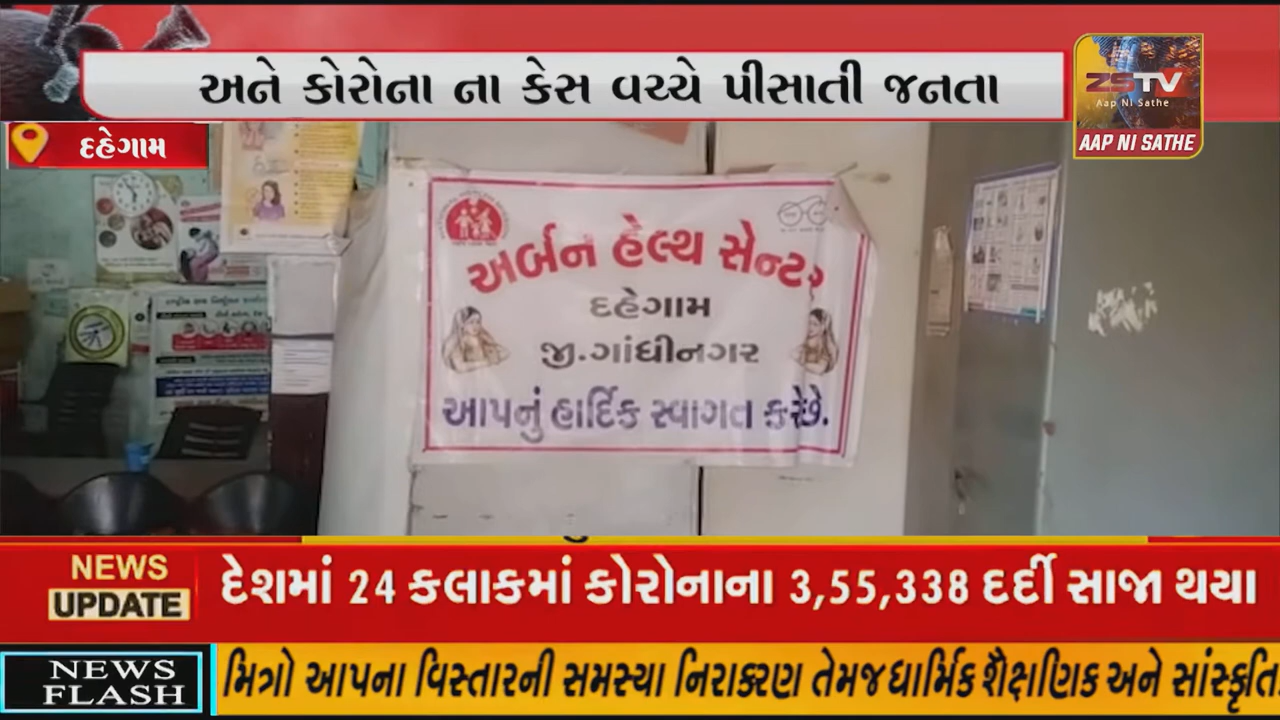 અને કોરોના ના કેસ વચ્ચે પીસાતી જનતા
ZSTV
Aap Ni Sathe
AAP NI SATHE
દહેગામ
અર્બન હેલ્થ સેન્ટર
દહેગામ
જી.ગાંધીનગર
આપનું હાર્દિક સ્વાગત કરેછે.
NEWS
UPDATE
દેશમાં 24 કલાકમાં કોરોનાના 3,55,338 દર્દી સાજા થયા
NEWS
FLASH
મિત્રો આપના વિસ્તારની સમસ્યા નિરાકરણ તેમજ ધાર્મિક શૈક્ષણિક અને સાંસ્કૃતિ